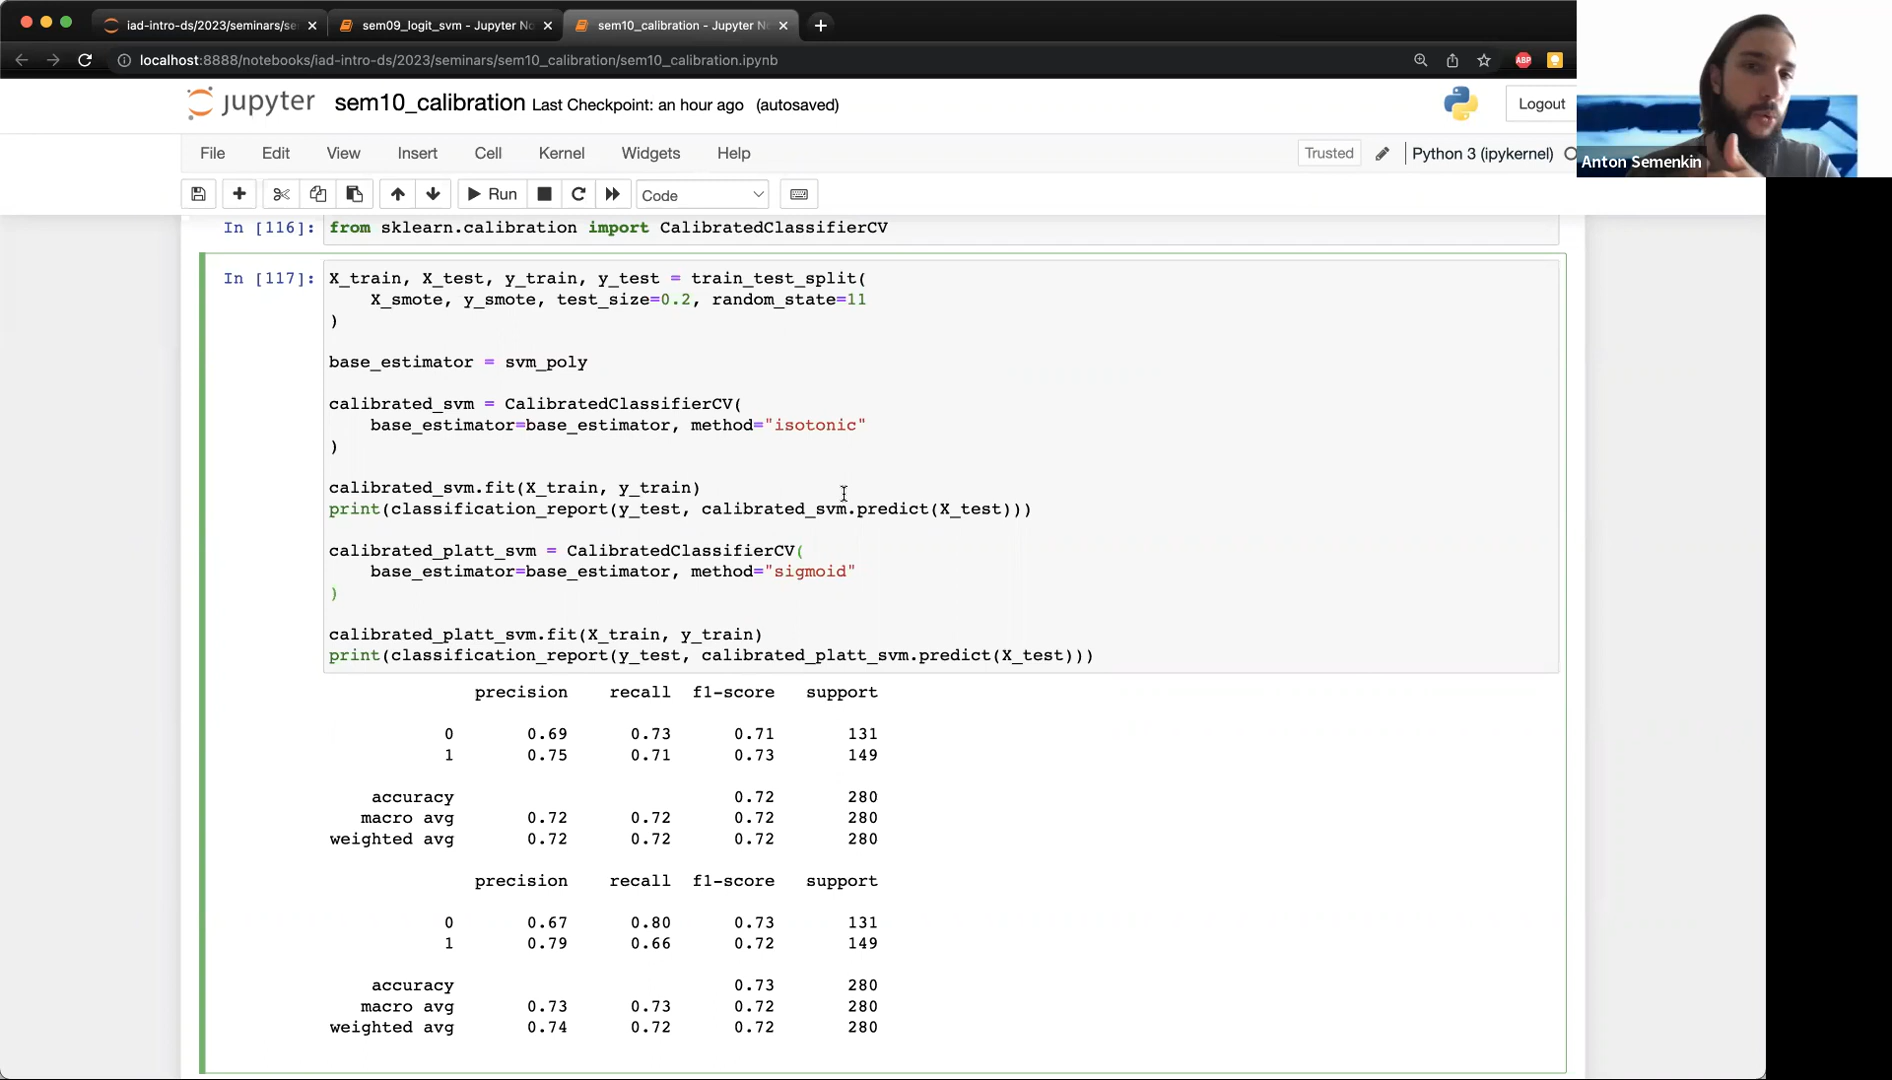 iad-intro-ds/2023/seminars/se
sem09_logit_svm - Jupyter No
sem10_calibration - Jupyter No
localhost:8888/notebooks/iad-intro-ds/2023/seminars/sem10_calibration/sem10_calibration.ipynb
ABP
jupyter sem10_calibration Last Checkpoint: an hour ago (autosaved)
Logout
File Edit View Insert Cell Kernel Widgets Help
Trusted
Python 3 (ipykernel)
Anton Semenkin
Run
Code
In [116]: from sklearn.calibration import CalibratedClassifierCV
In [117]: X_train, X_test, y_train, y_test = train_test_split(
    X_smote, y_smote, test_size=0.2, random_state=11
)
base_estimator = svm_poly
calibrated_svm = CalibratedClassifierCV(
    base_estimator=base_estimator, method="isotonic"
)
calibrated_svm.fit(X_train, y_train)
print(classification_report(y_test, calibrated_svm.predict(X_test)))
calibrated_platt_svm = CalibratedClassifierCV(
    base_estimator=base_estimator, method="sigmoid"
)
calibrated_platt_svm.fit(X_train, y_train)
print(classification_report(y_test, calibrated_platt_svm.predict(X_test)))
precision recall f1-score support
0 0.69 0.73 0.71 131
1 0.75 0.71 0.73 149
accuracy 0.72 280
macro avg 0.72 0.72 0.72 280
weighted avg 0.72 0.72 0.72 280
precision recall f1-score support
0 0.67 0.80 0.73 131
1 0.79 0.66 0.72 149
accuracy 0.73 280
macro avg 0.73 0.73 0.72 280
weighted avg 0.74 0.72 0.72 280